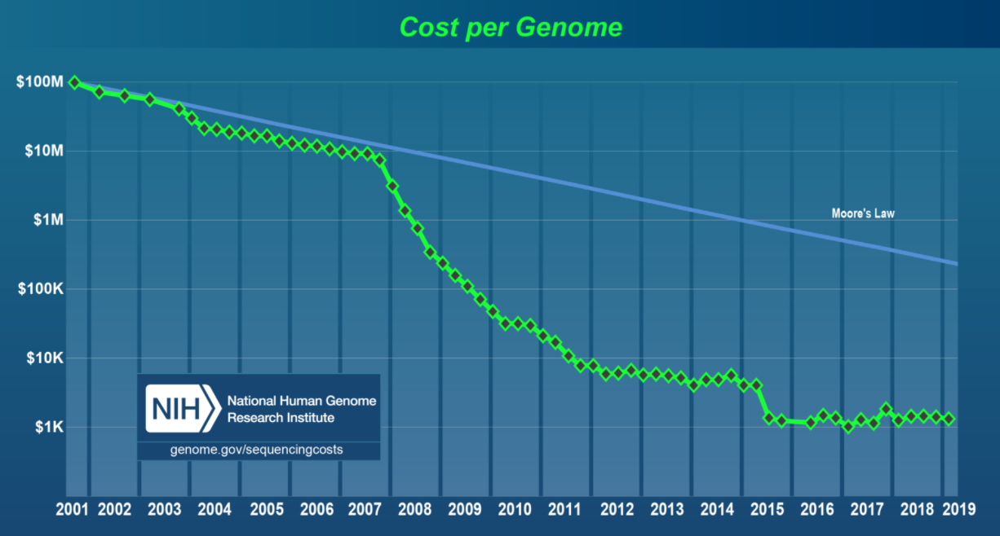 Cost per Genome
$100M
$10M
$1M
$100K
$10K
$1K
Moore's Law
NIH
National Human Genome
Research Institute
genome.gov/sequencingcosts
2001 2002 2003 2004 2005 2006 2007 2008 2009 2010 2011 2012 2013 2014 2015 2016 2017 2018 2019